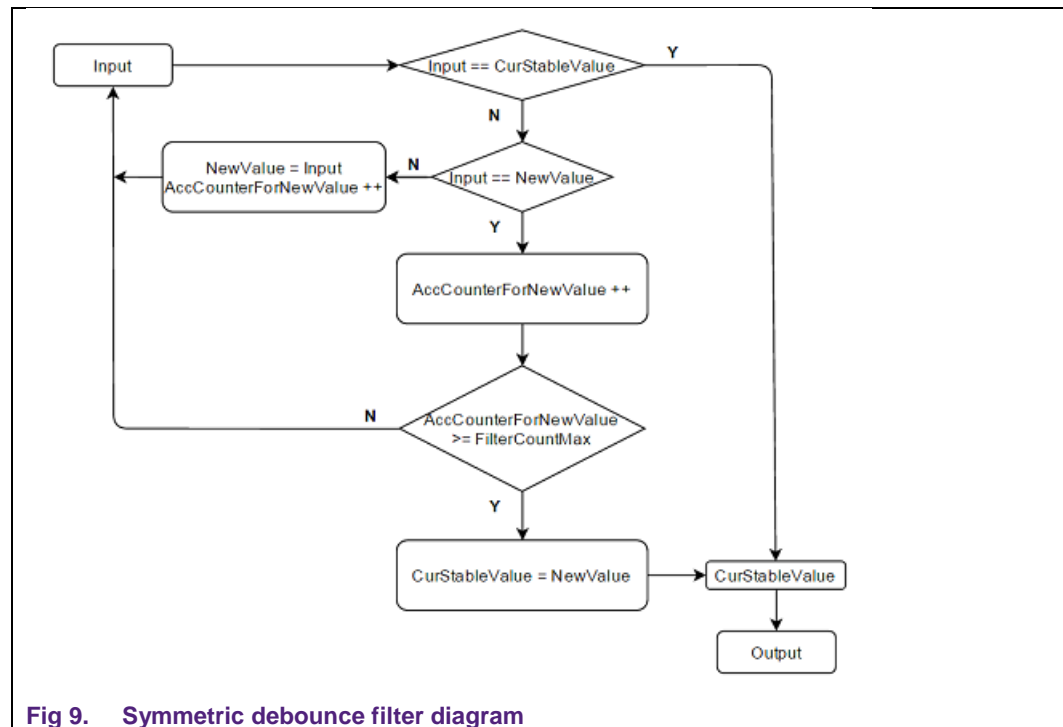 Input
Input == CurStableValue
Y
N
NewValue = Input
AccCounterForNewValue ++
N
Input == NewValue
Y
AccCounterForNewValue ++
N
AccCounterForNewValue
>= FilterCountMax
Y
CurStableValue = NewValue
CurStableValue
Output
Fig 9. Symmetric debounce filter diagram